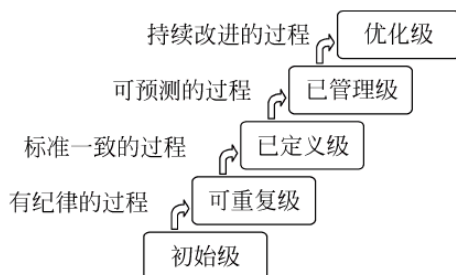 持续改进的过程
优化级
可预测的过程
已管理级
标准一致的过程
已定义级
有纪律的过程
可重复级
初始级